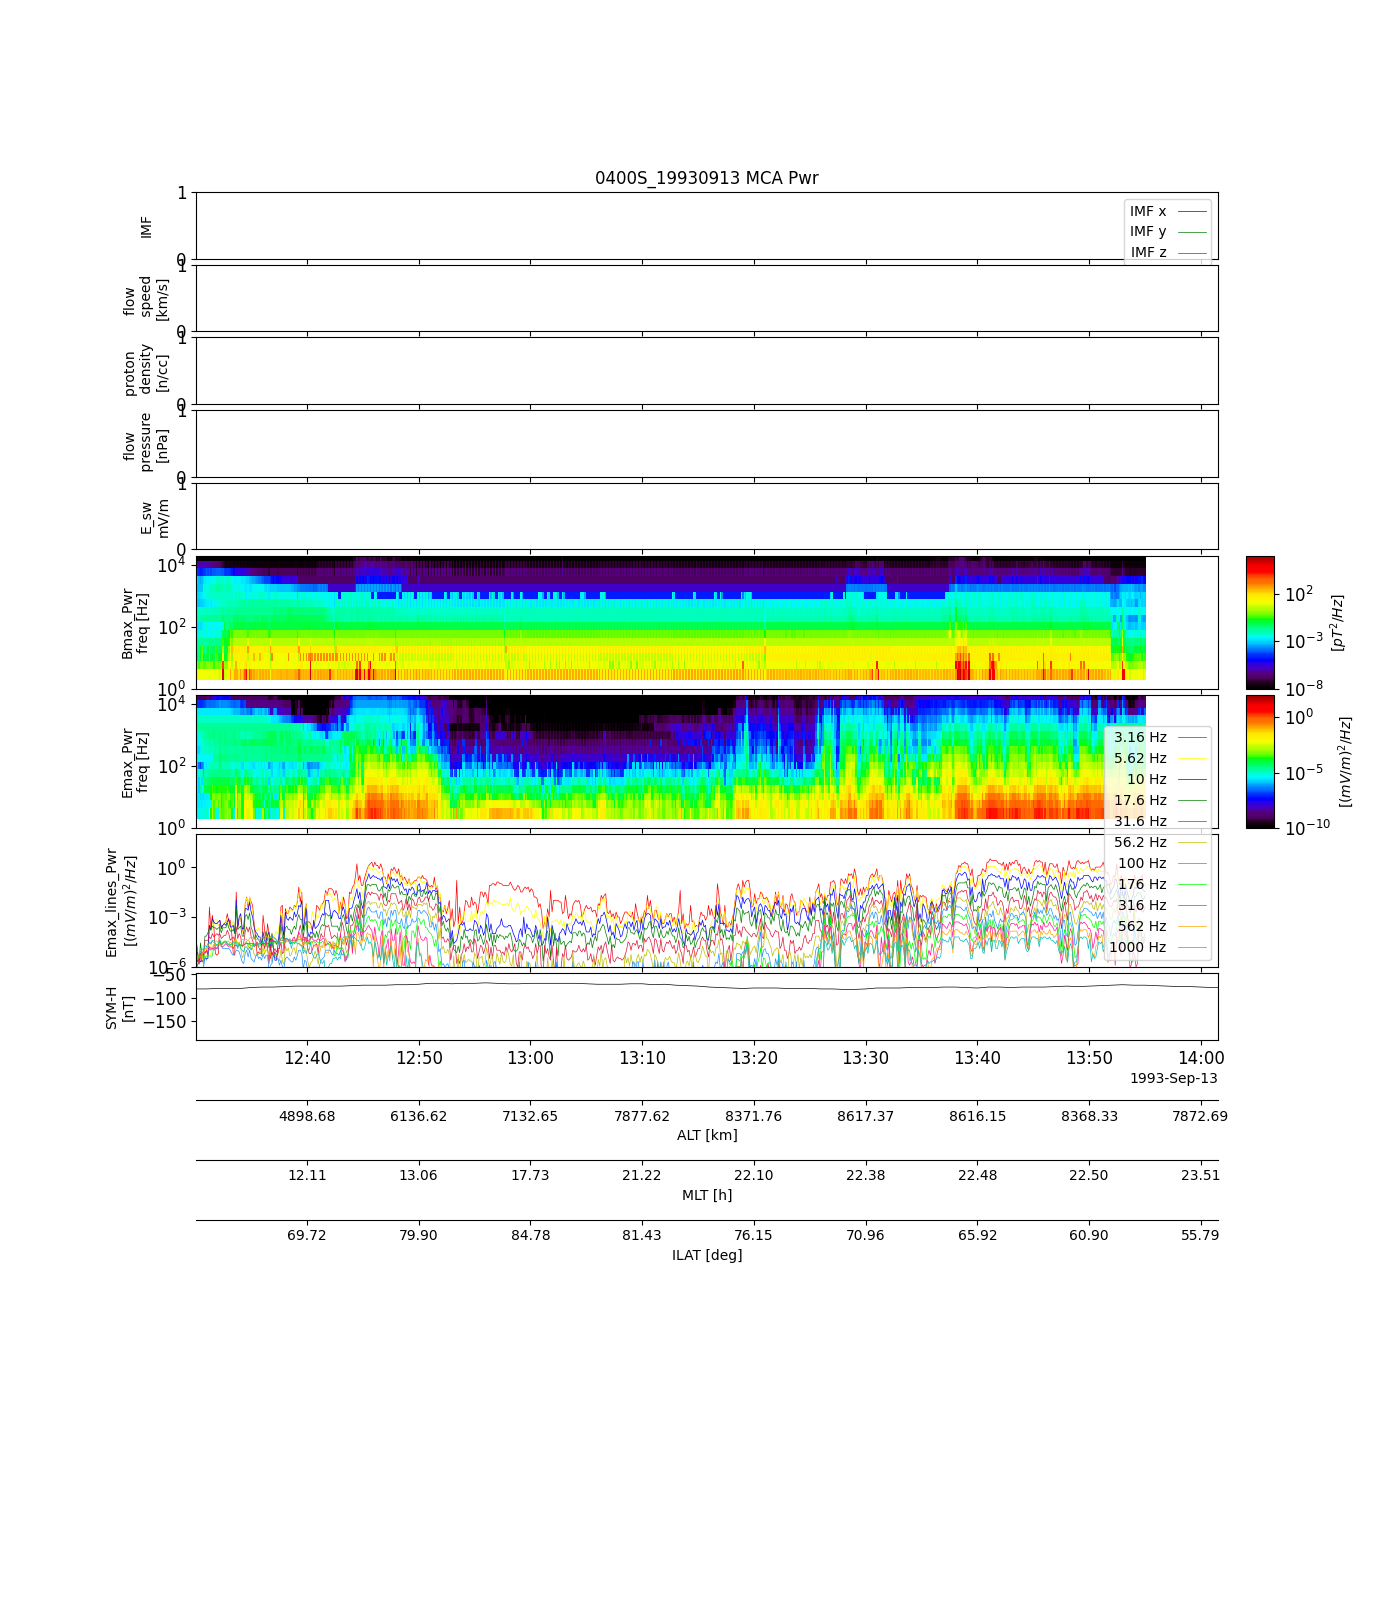 0400S_19930913 MCA Pwr
1
0
IMF
IMF x
IMF y
IMF z
1
0
flow
speed
[km/s]
1
0
proton
density
[n/cc]
1
0
flow
pressure
[nPa]
1
0
E_sw
mV/m
10^4
10^2
10^0
Bmax_Pwr
freq [Hz]
10^2
10^-3
10^-8
[pT^2/Hz]
10^4
10^2
10^0
Emax_Pwr
freq [Hz]
10^0
10^-5
10^-10
[(mV/m)^2/Hz]
3.16 Hz
5.62 Hz
10 Hz
17.6 Hz
31.6 Hz
56.2 Hz
100 Hz
176 Hz
316 Hz
562 Hz
1000 Hz
10^0
10^-3
10^-6
Emax_lines_Pwr
[(mV/m)^2/Hz]
−50
−100
−150
SYM-H
[nT]
12:40 12:50 13:00 13:10 13:20 13:30 13:40 13:50 14:00
1993-Sep-13
4898.68 6136.62 7132.65 7877.62 8371.76 8617.37 8616.15 8368.33 7872.69
ALT [km]
12.11 13.06 17.73 21.22 22.10 22.38 22.48 22.50 23.51
MLT [h]
69.72 79.90 84.78 81.43 76.15 70.96 65.92 60.90 55.79
ILAT [deg]